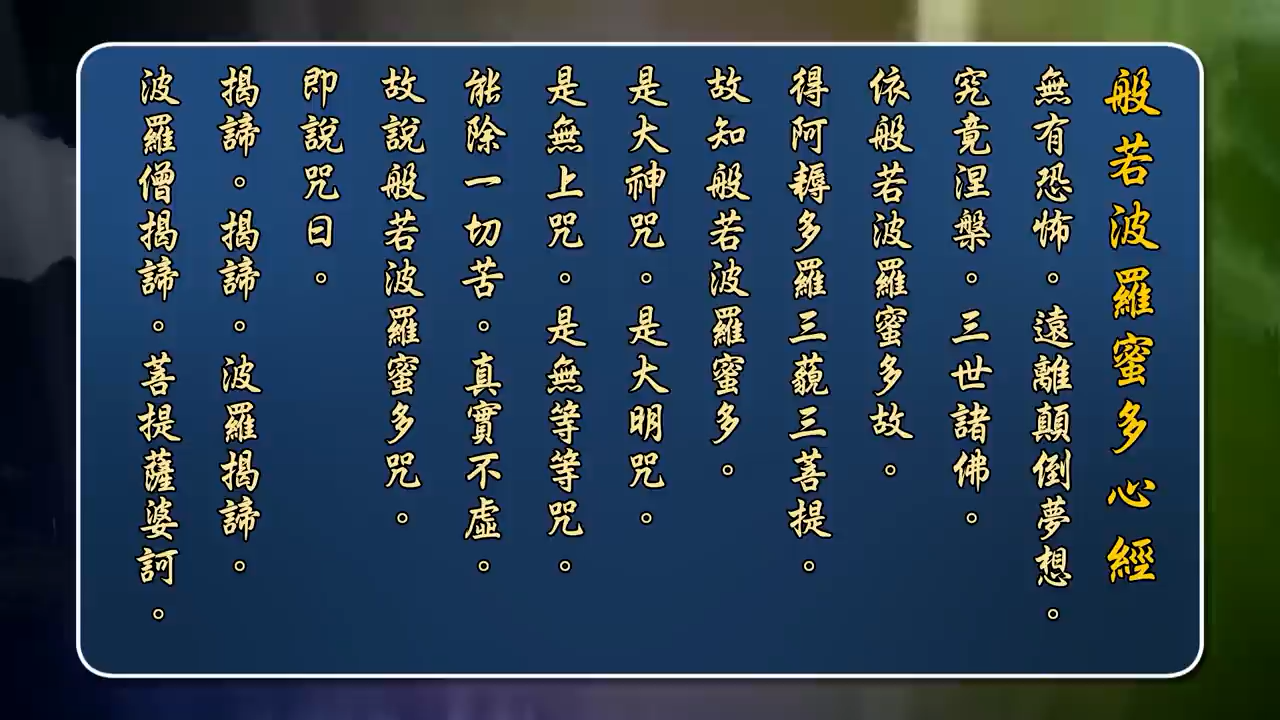 般若波羅蜜多心經
無有恐怖。遠離顛倒夢想。
究竟涅槃。三世諸佛。
依般若波羅蜜多故。
得阿耨多羅三藐三菩提。
故知般若波羅蜜多。
是大神咒。是大明咒。
是無上咒。是無等等咒。
能除一切苦。真實不虛。
故說般若波羅蜜多咒。
即說咒曰。
揭諦。揭諦。波羅揭諦。
波羅僧揭諦。菩提薩婆訶。